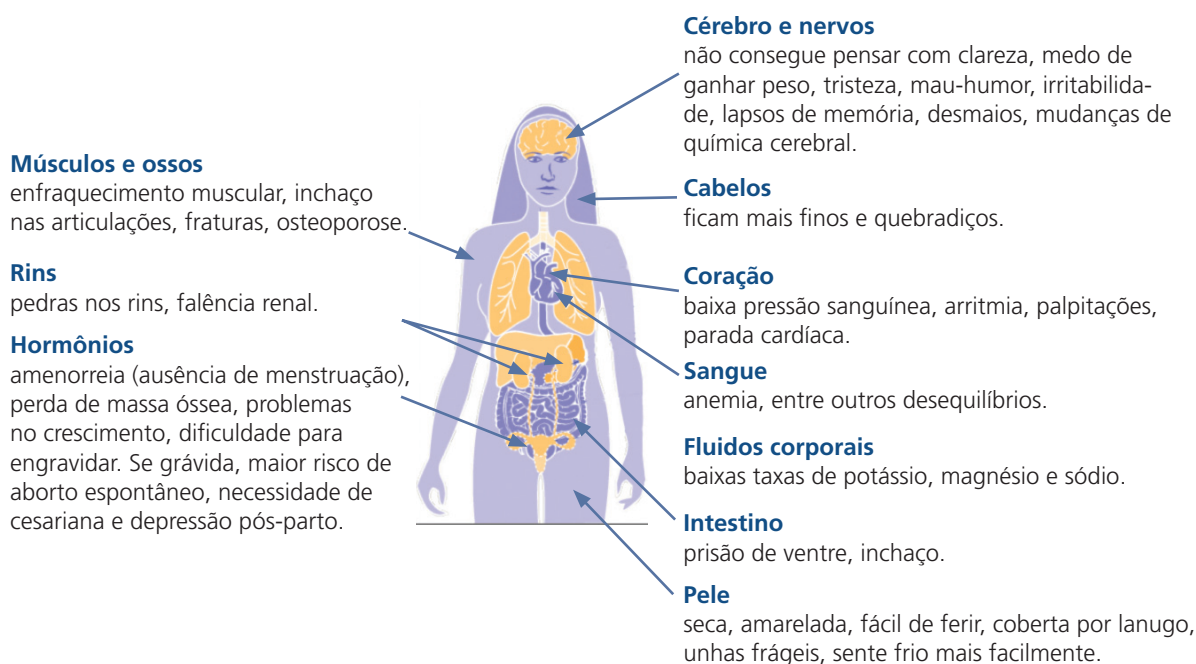 Cérebro e nervos
não consegue pensar com clareza, medo de
ganhar peso, tristeza, mau-humor, irritabilida-
de, lapsos de memória, desmaios, mudanças de
química cerebral.
Músculos e ossos
enfraquecimento muscular, inchaço
nas articulações, fraturas, osteoporose.
Cabelos
ficam mais finos e quebradiços.
Rins
pedras nos rins, falência renal.
Coração
baixa pressão sanguínea, arritmia, palpitações,
parada cardíaca.
Hormônios
amenorreia (ausência de menstruação),
perda de massa óssea, problemas
no crescimento, dificuldade para
engravidar. Se grávida, maior risco de
aborto espontâneo, necessidade de
cesariana e depressão pós-parto.
Sangue
anemia, entre outros desequilíbrios.
Fluidos corporais
baixas taxas de potássio, magnésio e sódio.
Intestino
prisão de ventre, inchaço.
Pele
seca, amarelada, fácil de ferir, coberta por lanugo,
unhas frágeis, sente frio mais facilmente.